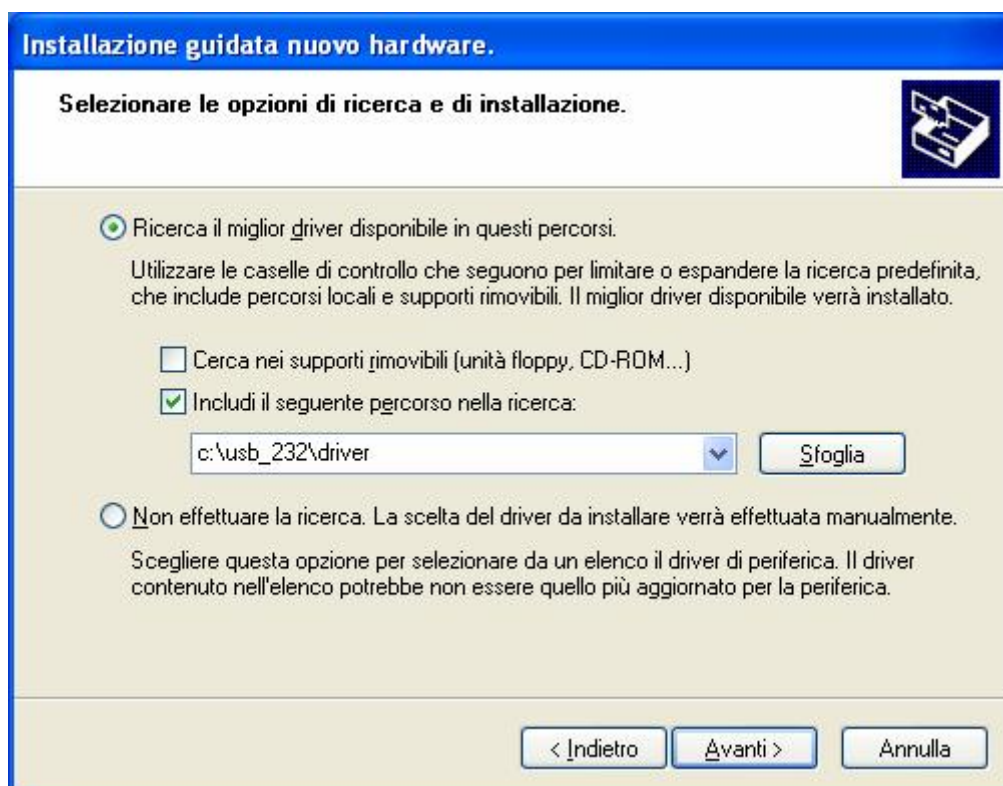 Installazione guidata nuovo hardware.
Selezionare le opzioni di ricerca e di installazione.
Ricerca il miglior driver disponibile in questi percorsi.
Utilizzare le caselle di controllo che seguono per limitare o espandere la ricerca predefinita,
che include percorsi locali e supporti rimovibili. Il miglior driver disponibile verrà installato.
Cerca nei supporti rimovibili (unità floppy, CD-ROM...)
Includi il seguente percorso nella ricerca:
c:\usb_232\driver
Sfoglia
Non effettuare la ricerca. La scelta del driver da installare verrà effettuata manualmente.
Scegliere questa opzione per selezionare da un elenco il driver di periferica. Il driver
contenuto nell'elenco potrebbe non essere quello più aggiornato per la periferica.
< Indietro
Avanti >
Annulla